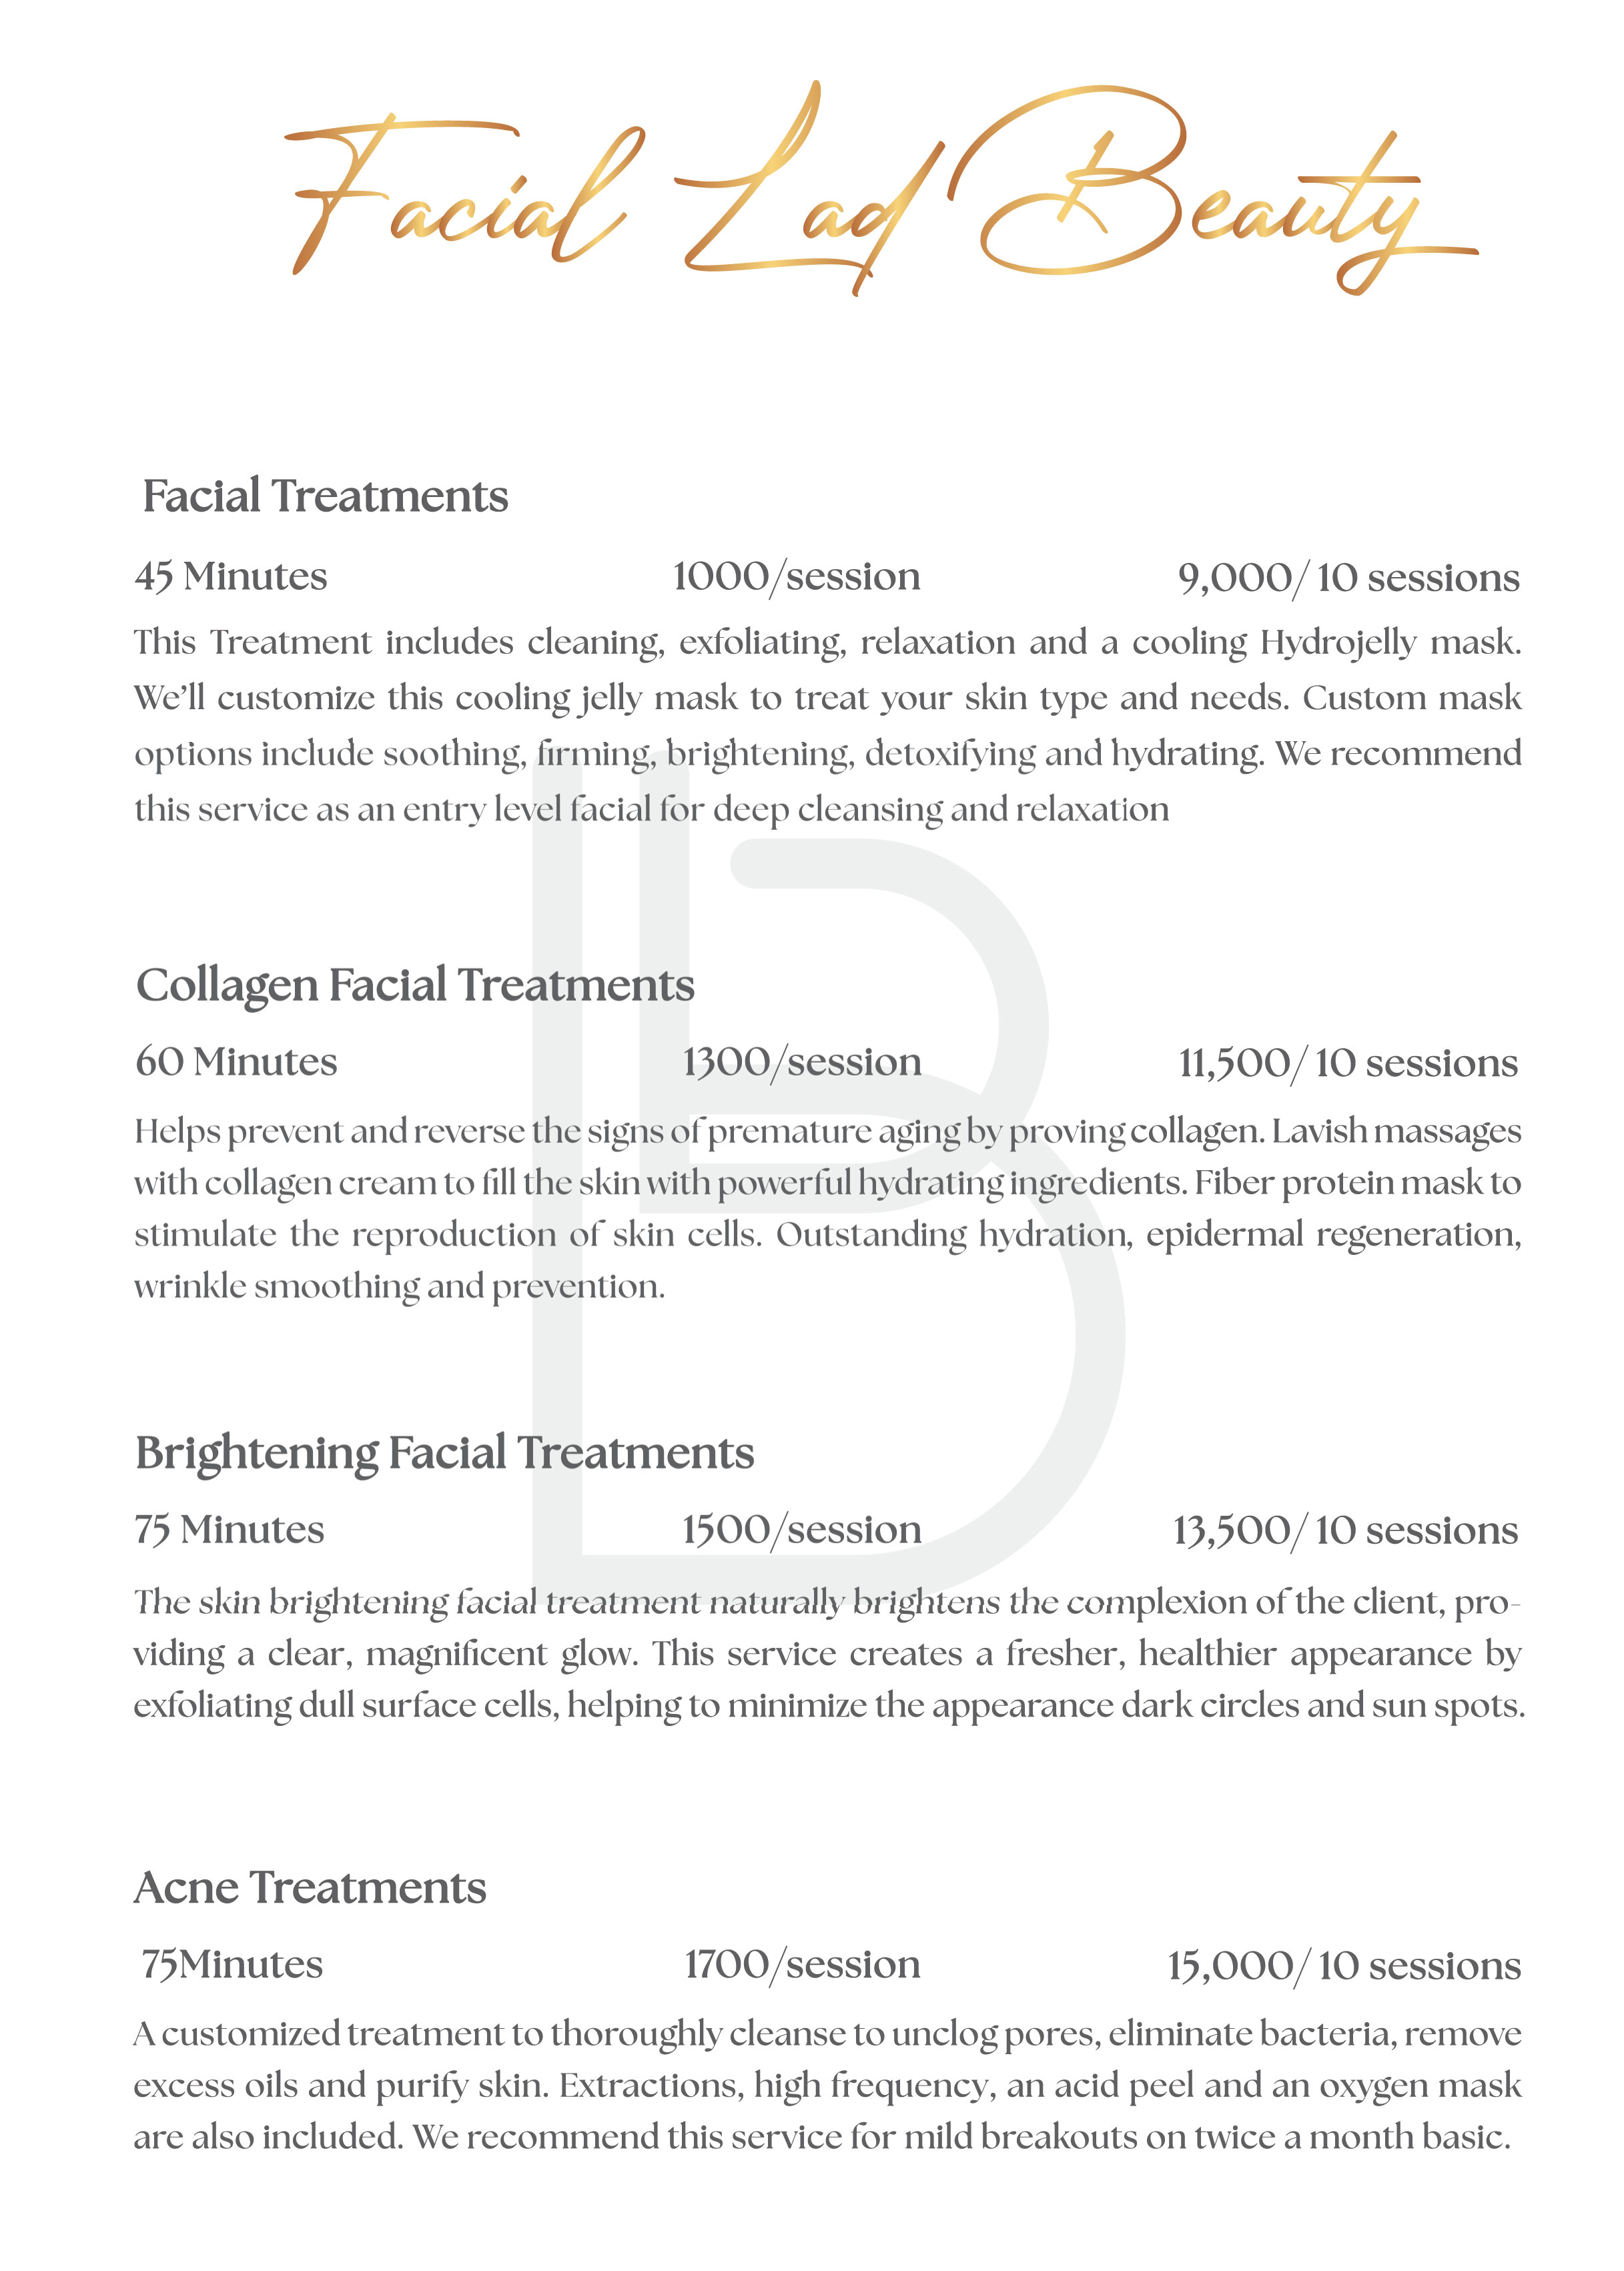 Facial Lad Beauty
Facial Treatments
45 Minutes 1000/session 9,000/ 10 sessions
This Treatment includes cleaning, exfoliating, relaxation and a cooling Hydrojelly mask.
We'll customize this cooling jelly mask to treat your skin type and needs. Custom mask
options include soothing, firming, brightening, detoxifying and hydrating. We recommend
this service as an entry level facial for deep cleansing and relaxation
Collagen Facial Treatments
60 Minutes 1300/session 11,500/ 10 sessions
Helps prevent and reverse the signs of premature aging by proving collagen. Lavish massages
with collagen cream to fill the skin with powerful hydrating ingredients. Fiber protein mask to
stimulate the reproduction of skin cells. Outstanding hydration, epidermal regeneration,
wrinkle smoothing and prevention.
Brightening Facial Treatments
75 Minutes 1500/session 13,500/ 10 sessions
The skin brightening facial treatment naturally brightens the complexion of the client, pro-
viding a clear, magnificent glow. This service creates a fresher, healthier appearance by
exfoliating dull surface cells, helping to minimize the appearance dark circles and sun spots.
Acne Treatments
75Minutes 1700/session 15,000/ 10 sessions
A customized treatment to thoroughly cleanse to unclog pores, eliminate bacteria, remove
excess oils and purify skin. Extractions, high frequency, an acid peel and an oxygen mask
are also included. We recommend this service for mild breakouts on twice a month basic.